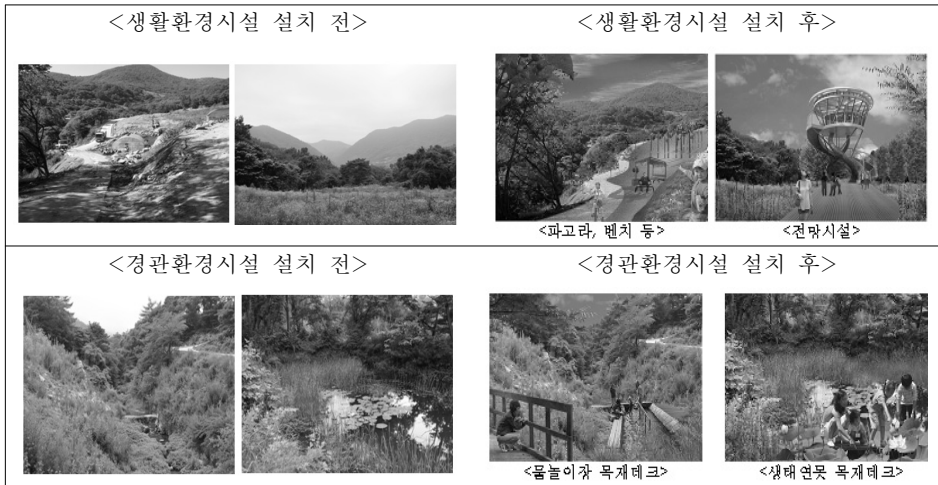 <생활환경시설 설치 전>
<생활환경시설 설치 후>
<파고라, 벤치 등>
<전망시설>
<경관환경시설 설치 전>
<경관환경시설 설치 후>
<물놀이장 목재데크>
<생태연못 목재데크>